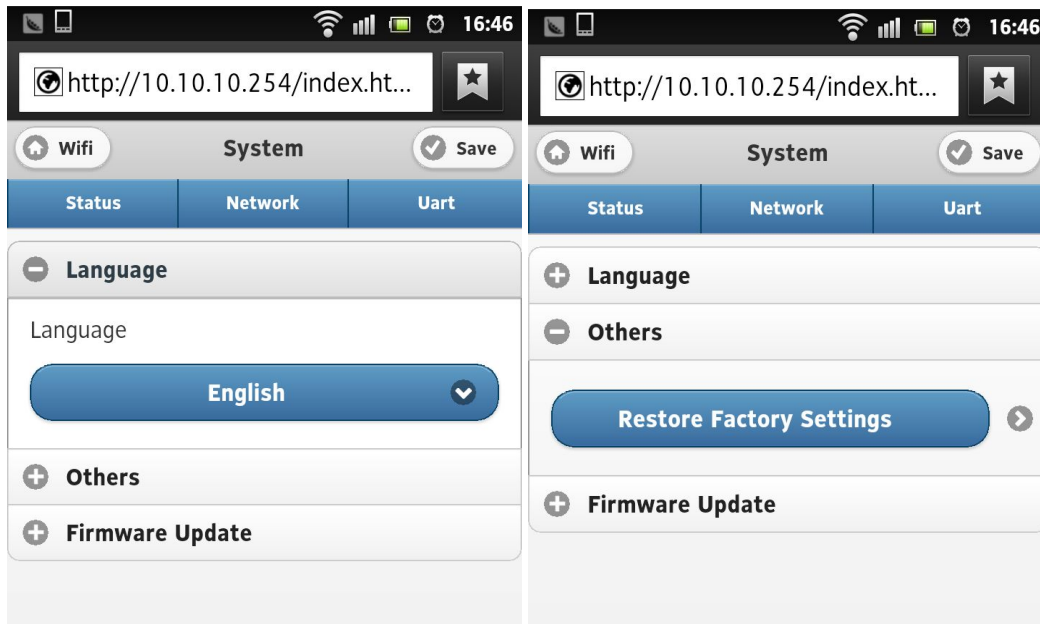 16:46
http://10.10.10.254/index.ht...
Wifi System Save
Status Network Uart
Language
Language
English
Others
Firmware Update
16:46
http://10.10.10.254/index.ht...
Wifi System Save
Status Network Uart
Language
Others
Restore Factory Settings
Firmware Update